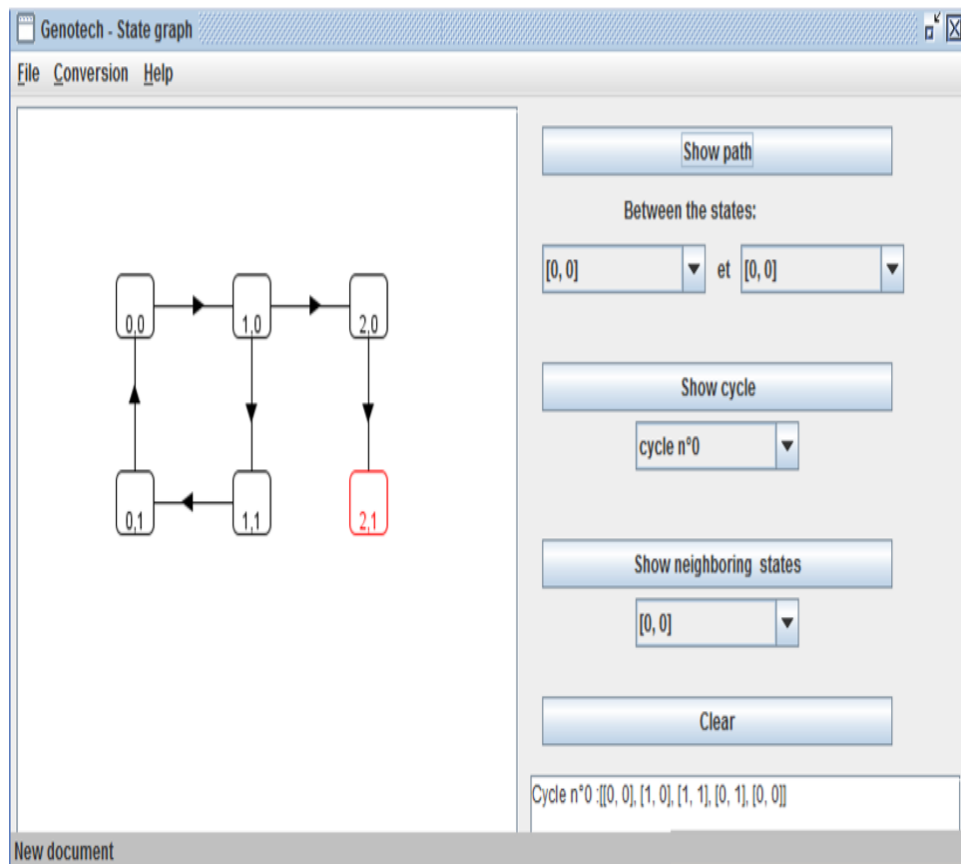 Genotech - State graph
File Conversion Help
Show path
Between the states:
[0, 0] et [0, 0]
0,0 1,0 2,0
Show cycle
cycle n°0
0,1 1,1 2,1
Show neighboring states
[0, 0]
Clear
Cycle n°0 :[[0, 0], [1, 0], [1, 1], [0, 1], [0, 0]]
New document